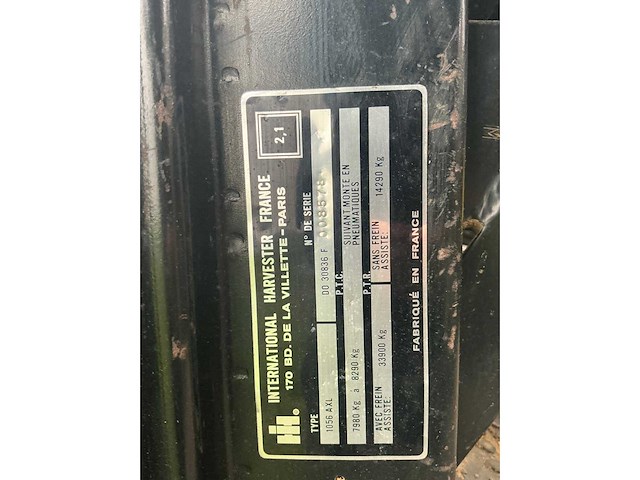 IH. INTERNATIONAL HARVESTER FRANCE
170 BD. DE LA VILLETTE - PARIS
2,1
TYPE N° DE SERIE
1056 AXL DO 30836 F
P.T.C.
7980 Kg à 8290 Kg SUIVANT MONTE EN PNEUMATIQUES
P.T.R.
AVEC FREIN ASSISTE: 33900 Kg SANS FREIN ASSISTE: 14290 Kg
FABRIQUÉ EN FRANCE